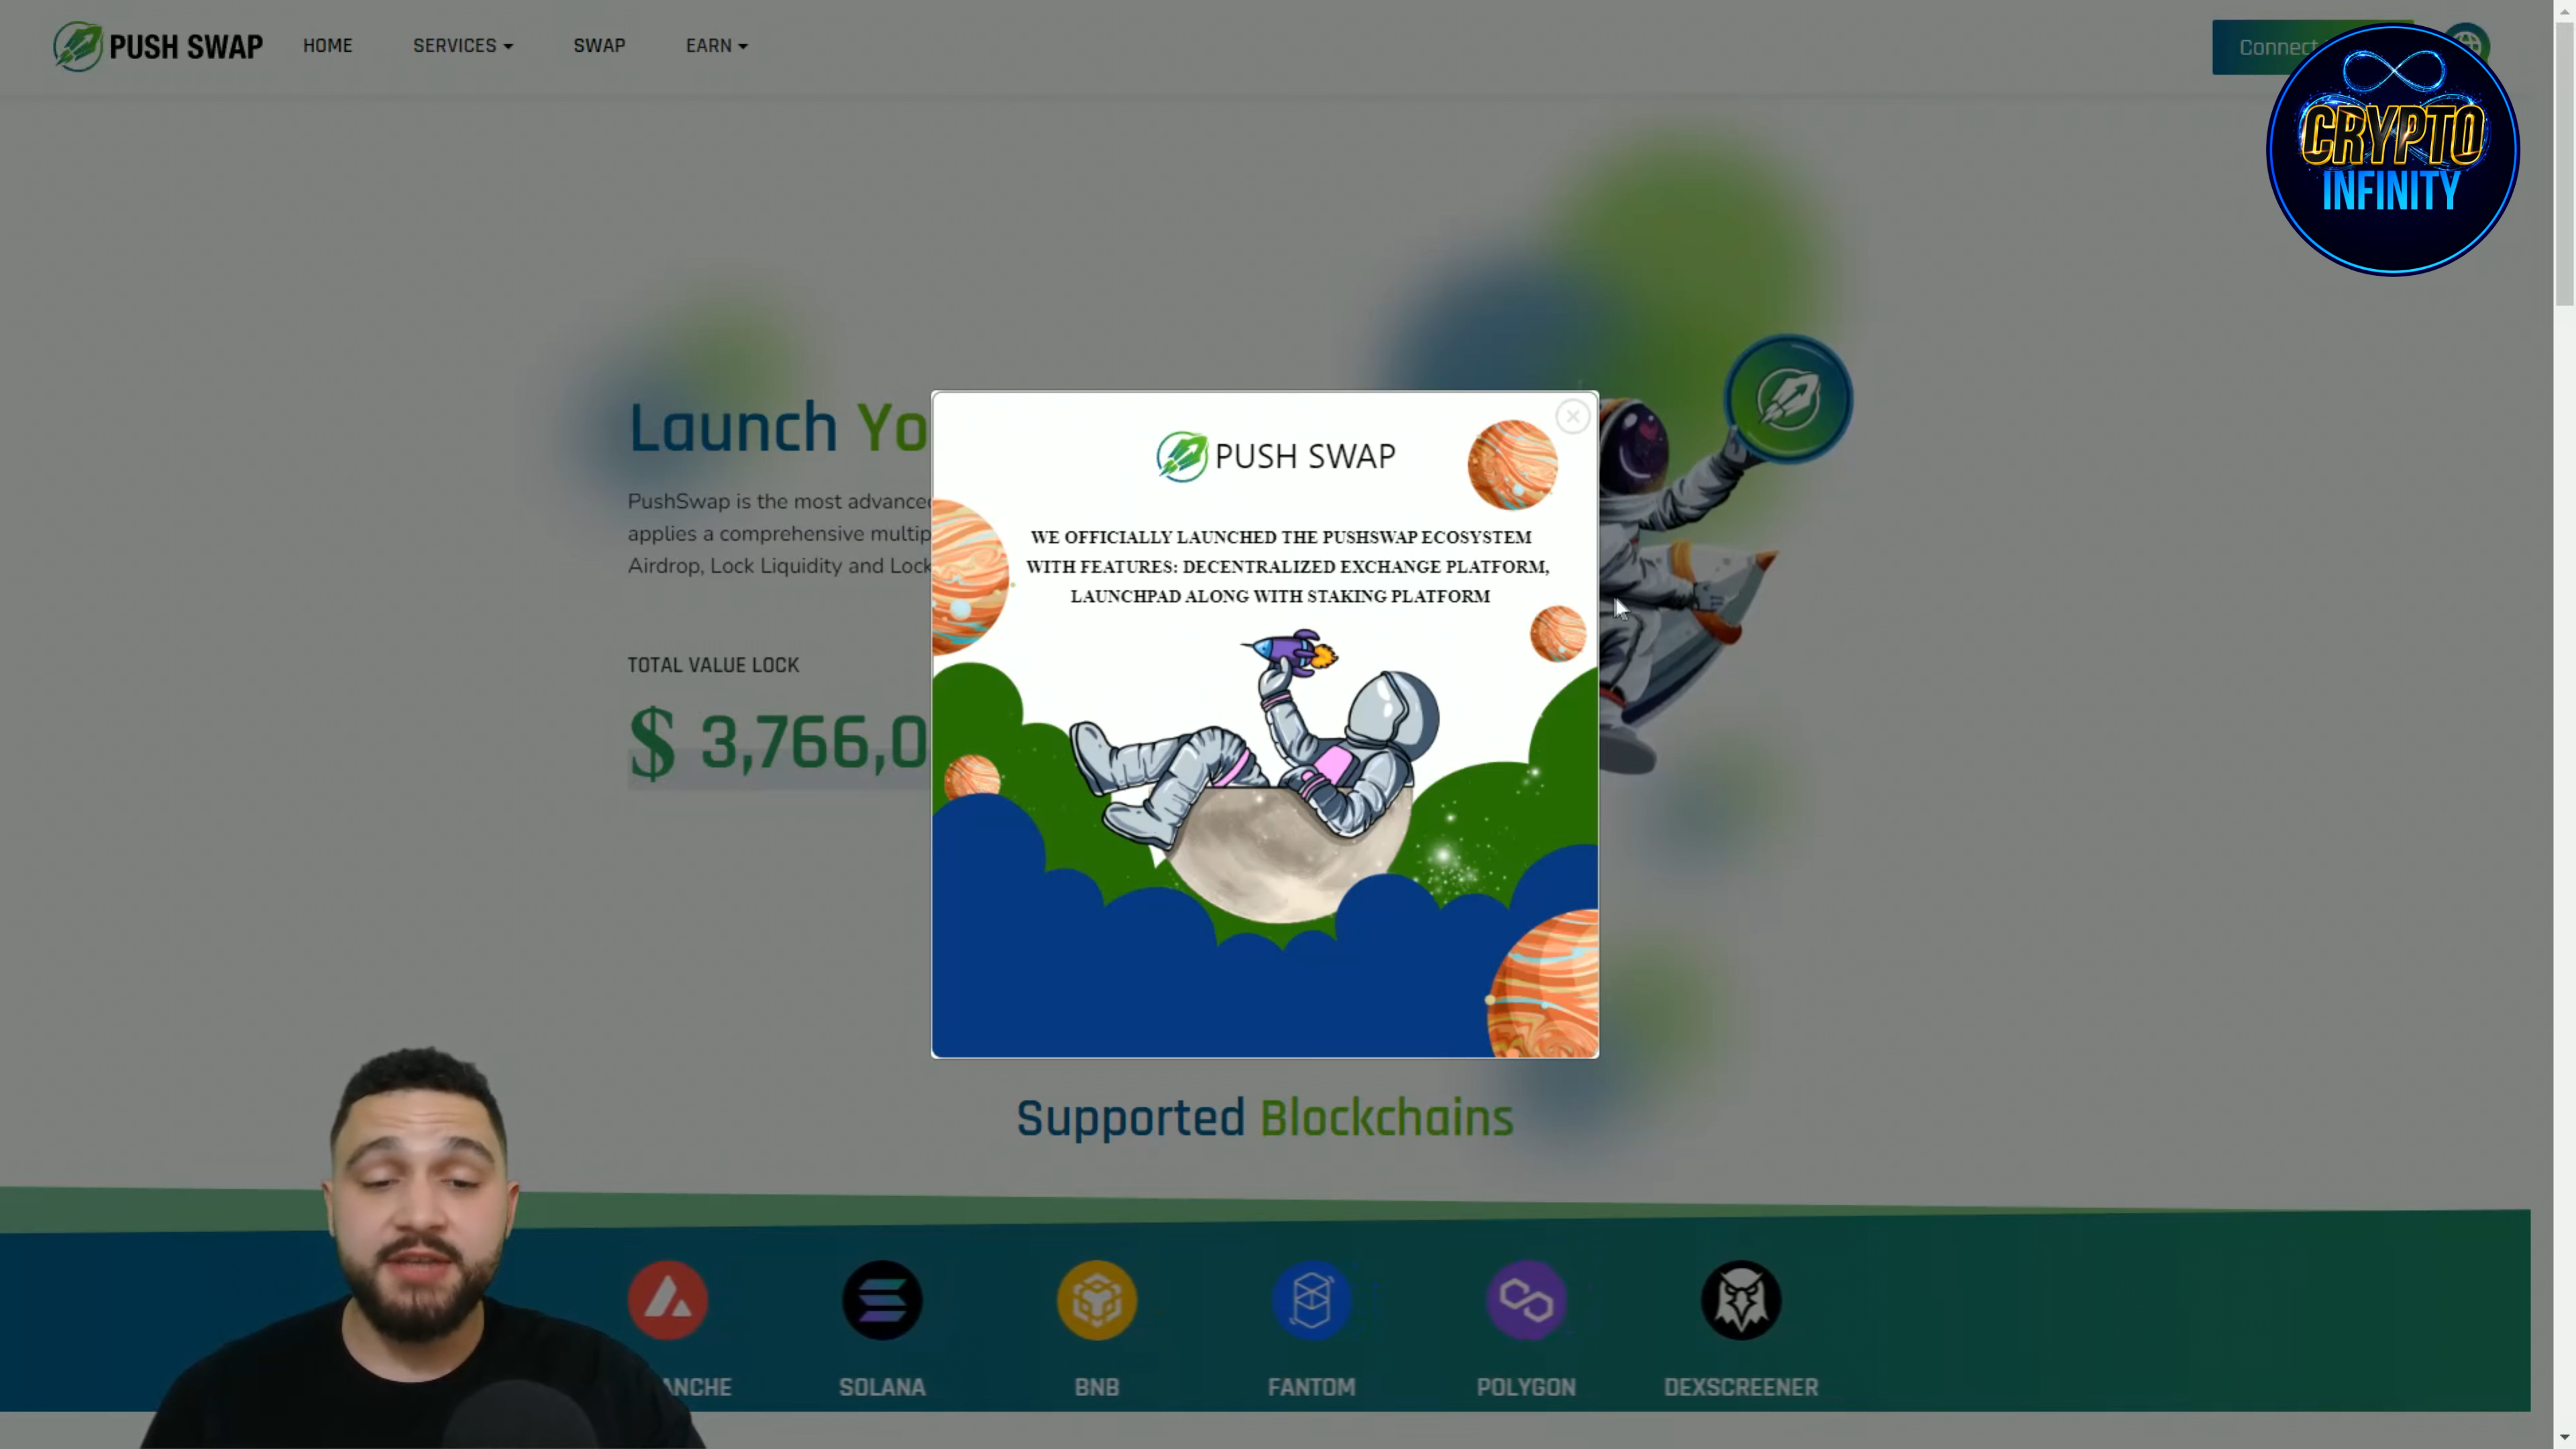 PUSH SWAP
HOME
SERVICES
SWAP
EARN
Connect
CRYPTO
INFINITY
Launch Yo
PushSwap is the most advanced
applies a comprehensive multip
Airdrop, Lock Liquidity and Lock
TOTAL VALUE LOCK
$ 3,766,0
PUSH SWAP
WE OFFICIALLY LAUNCHED THE PUSHSWAP ECOSYSTEM
WITH FEATURES: DECENTRALIZED EXCHANGE PLATFORM,
LAUNCHPAD ALONG WITH STAKING PLATFORM
Supported Blockchains
ANCHE
SOLANA
BNB
FANTOM
POLYGON
DEXSCREENER